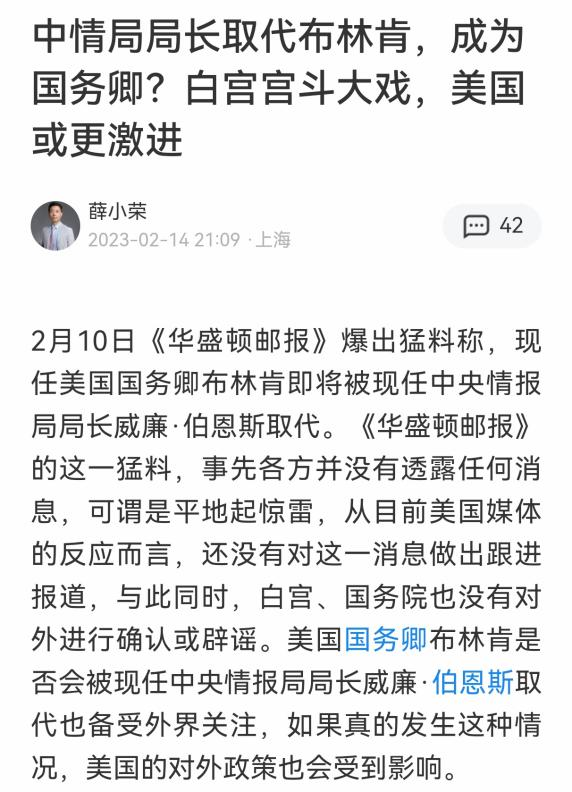 中情局局长取代布林肯，成为
国务卿？白宫宫斗大戏，美国
或更激进
薛小荣
2023-02-14 21:09 ·上海
42
2月10日《华盛顿邮报》爆出猛料称，现
任美国国务卿布林肯即将被现任中央情报
局局长威廉·伯恩斯取代。《华盛顿邮报》
的这一猛料，事先各方并没有透露任何消
息，可谓是平地起惊雷，从目前美国媒体
的反应而言，还没有对这一消息做出跟进
报道，与此同时，白宫、国务院也没有对
外进行确认或辟谣。美国国务卿布林肯是
否会被现任中央情报局局长威廉·伯恩斯取
代也备受外界关注，如果真的发生这种情
况，美国的对外政策也会受到影响。